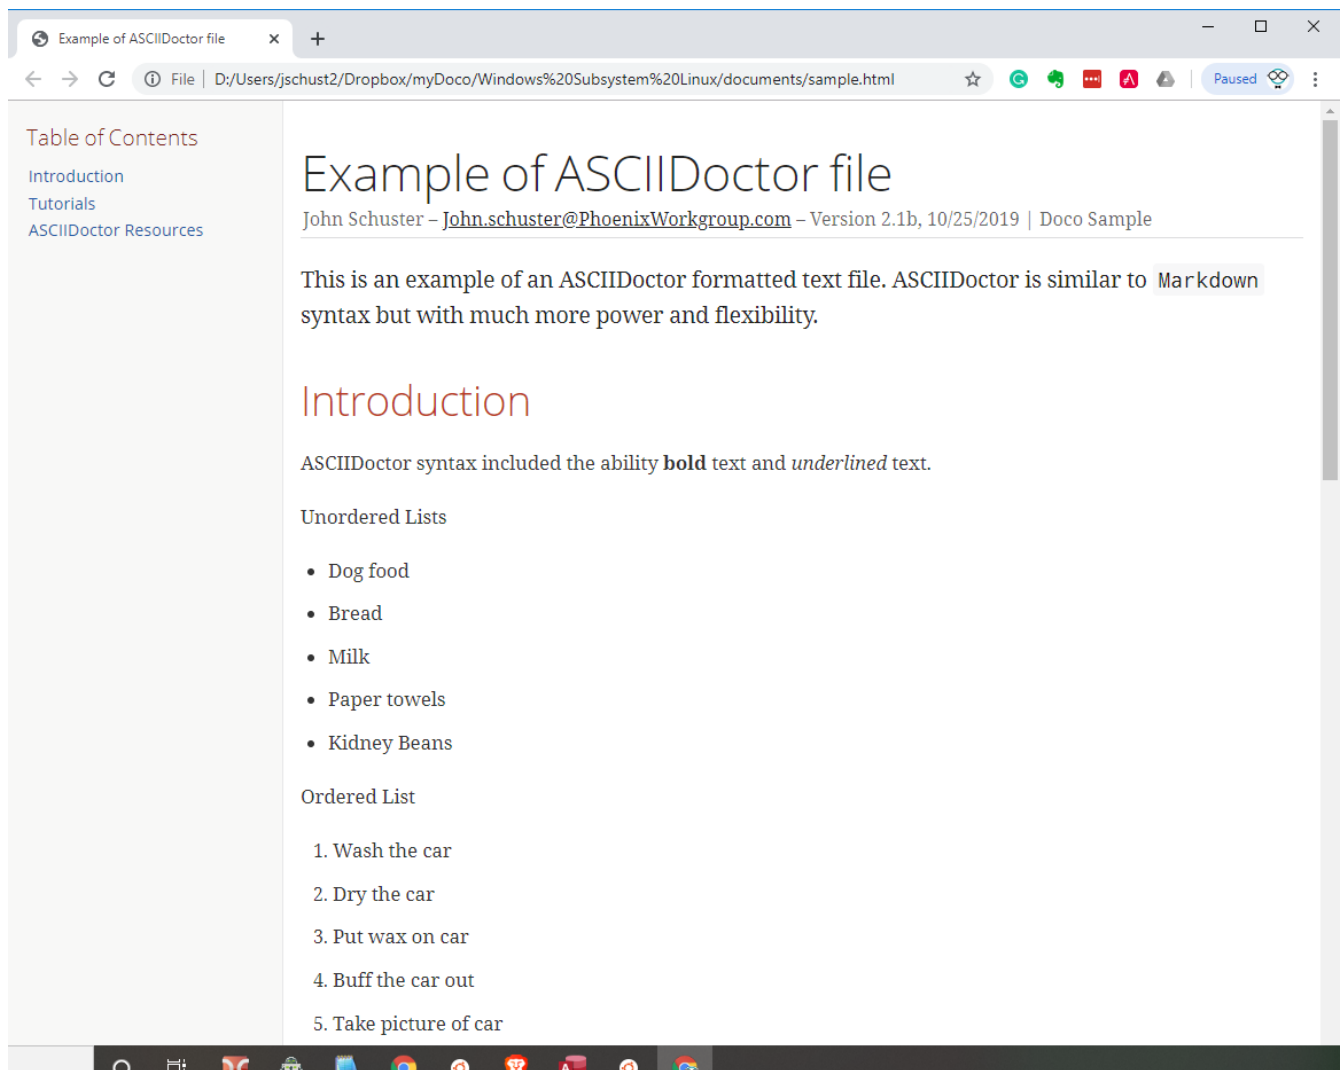 Example of ASCIIDoctor file
File | D:/Users/jschust2/Dropbox/myDoco/Windows%20Subsystem%20Linux/documents/sample.html
Paused
Table of Contents
Introduction
Tutorials
ASCIIDoctor Resources
Example of ASCIIDoctor file
John Schuster – John.schuster@PhoenixWorkgroup.com – Version 2.1b, 10/25/2019 | Doco Sample
This is an example of an ASCIIDoctor formatted text file. ASCIIDoctor is similar to Markdown
syntax but with much more power and flexibility.
Introduction
ASCIIDoctor syntax included the ability bold text and underlined text.
Unordered Lists
• Dog food
• Bread
• Milk
• Paper towels
• Kidney Beans
Ordered List
1. Wash the car
2. Dry the car
3. Put wax on car
4. Buff the car out
5. Take picture of car